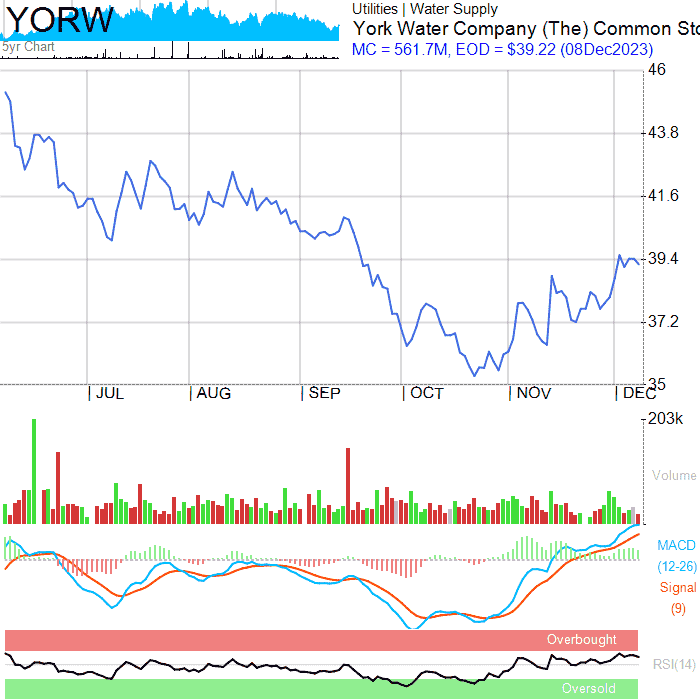 YORW
5yr Chart
Utilities | Water Supply
York Water Company (The) Common Sto
MC = 561.7M, EOD = $39.22 (08Dec2023)
46
43.8
41.6
39.4
37.2
35
JUL AUG SEP OCT NOV DEC
203k
Volume
MACD
(12-26)
Signal
(9)
Overbought
RSI(14)
Oversold